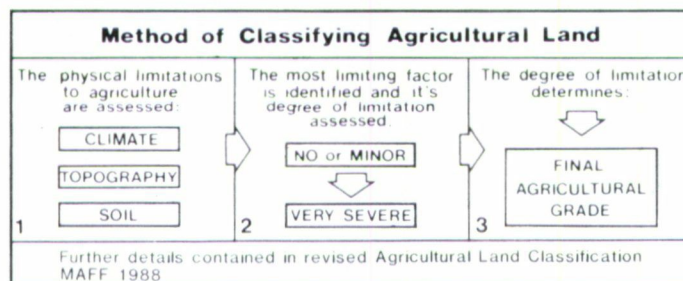 Method of Classifying Agricultural Land
The physical limitations
to agriculture
are assessed:
CLIMATE
TOPOGRAPHY
SOIL
1
The most limiting factor
is identified and it's
degree of limitation
assessed:
NO or MINOR
VERY SEVERE
2
The degree of limitation
determines:
FINAL
AGRICULTURAL
GRADE
3
Further details contained in revised Agricultural Land Classification
MAFF 1988